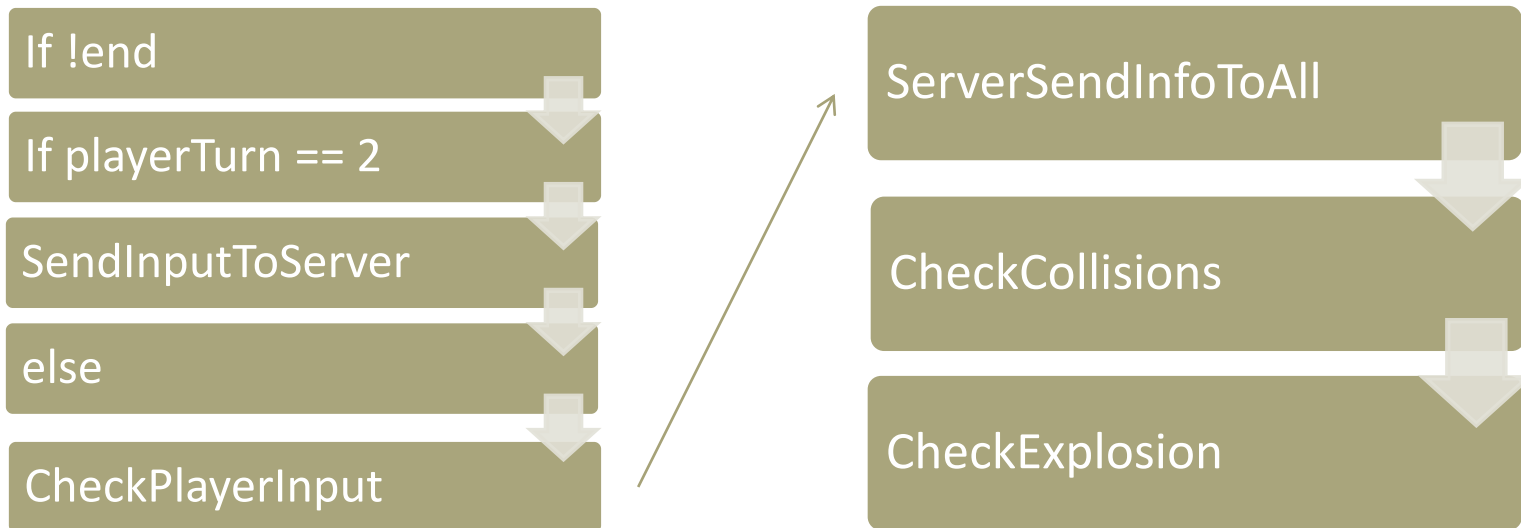 If !end
If playerTurn == 2
SendInputToServer
else
CheckPlayerInput
ServerSendInfoToAll
CheckCollisions
CheckExplosion